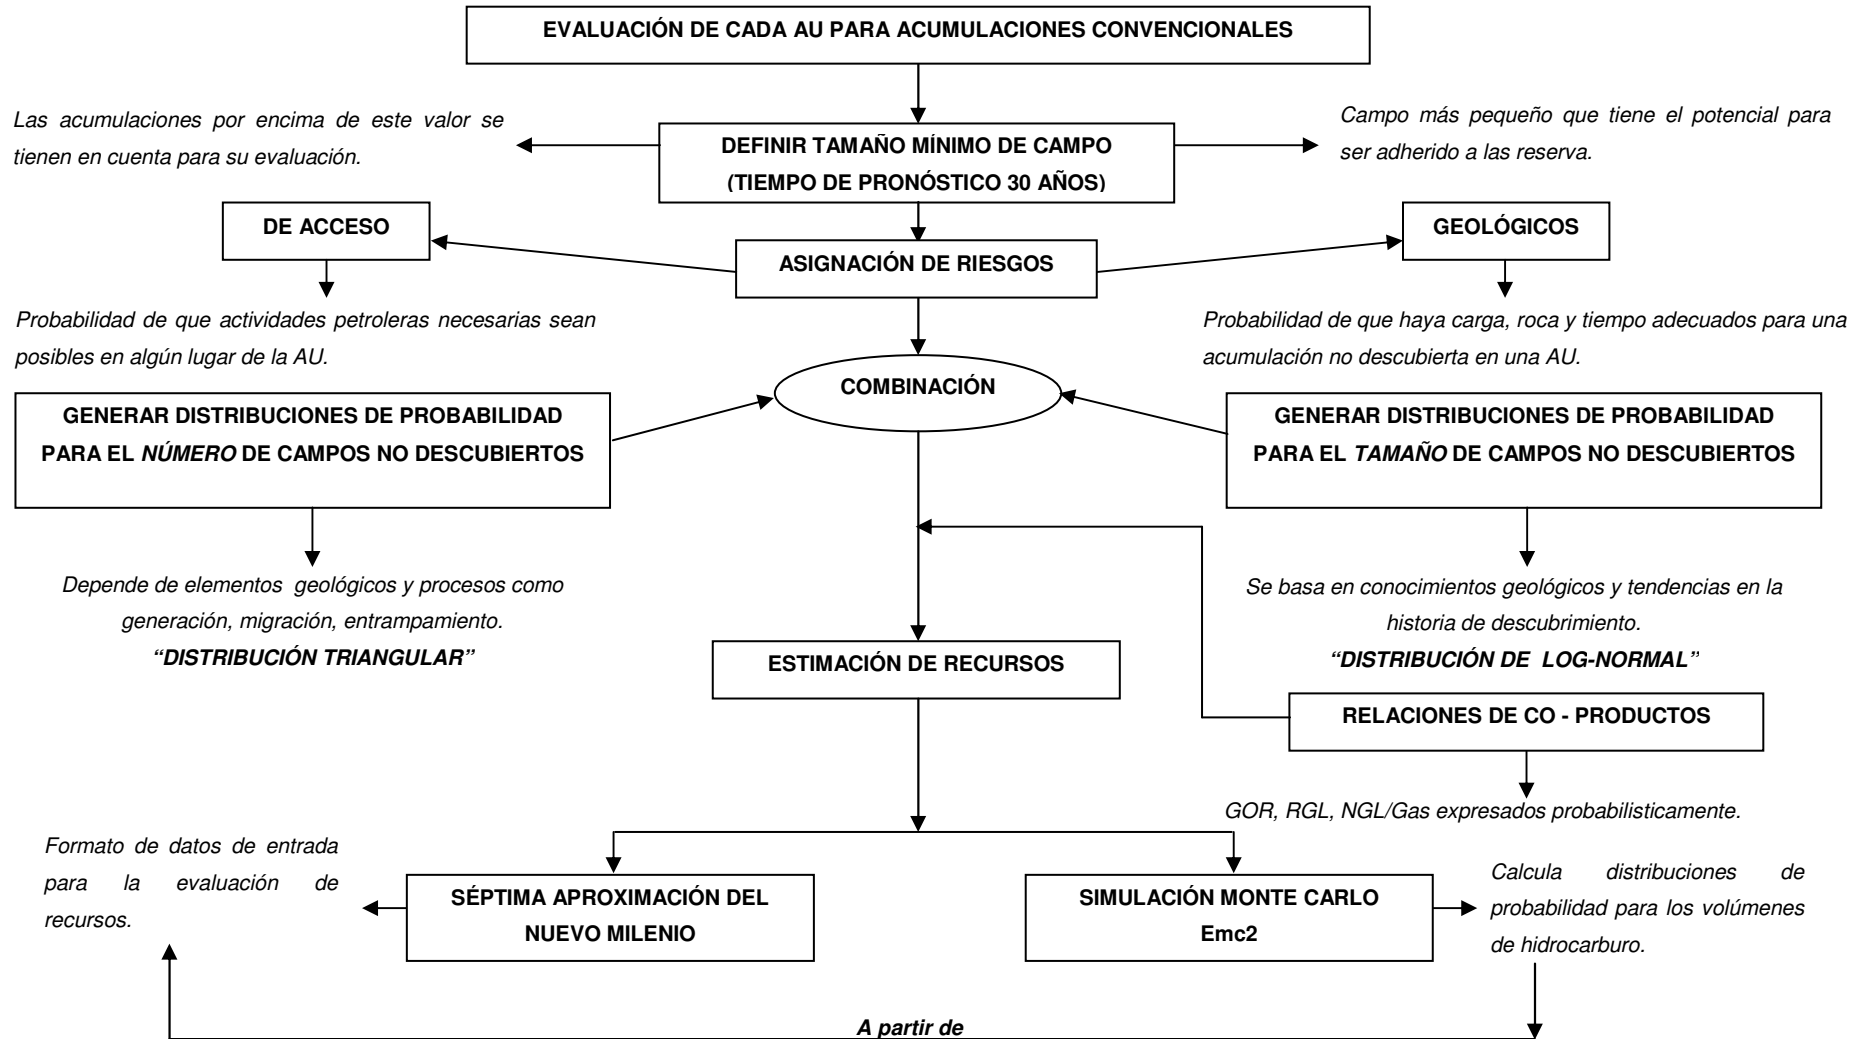 EVALUACIÓN DE CADA AU PARA ACUMULACIONES CONVENCIONALES
Las acumulaciones por encima de este valor se
tienen en cuenta para su evaluación.
DEFINIR TAMAÑO MÍNIMO DE CAMPO
(TIEMPO DE PRONÓSTICO 30 AÑOS)
Campo más pequeño que tiene el potencial para
ser adherido a las reserva.
DE ACCESO
ASIGNACIÓN DE RIESGOS
GEOLÓGICOS
Probabilidad de que actividades petroleras necesarias sean
posibles en algún lugar de la AU.
Probabilidad de que haya carga, roca y tiempo adecuados para una
acumulación no descubierta en una AU.
COMBINACIÓN
GENERAR DISTRIBUCIONES DE PROBABILIDAD
PARA EL NÚMERO DE CAMPOS NO DESCUBIERTOS
GENERAR DISTRIBUCIONES DE PROBABILIDAD
PARA EL TAMAÑO DE CAMPOS NO DESCUBIERTOS
Depende de elementos geológicos y procesos como
generación, migración, entrampamiento.
“DISTRIBUCIÓN TRIANGULAR”
Se basa en conocimientos geológicos y tendencias en la
historia de descubrimiento.
“DISTRIBUCIÓN DE LOG-NORMAL”
ESTIMACIÓN DE RECURSOS
RELACIONES DE CO - PRODUCTOS
GOR, RGL, NGL/Gas expresados probabilisticamente.
Formato de datos de entrada
para la evaluación de
recursos.
SÉPTIMA APROXIMACIÓN DEL
NUEVO MILENIO
SIMULACIÓN MONTE CARLO
Emc2
Calcula distribuciones de
probabilidad para los volúmenes
de hidrocarburo.
A partir de